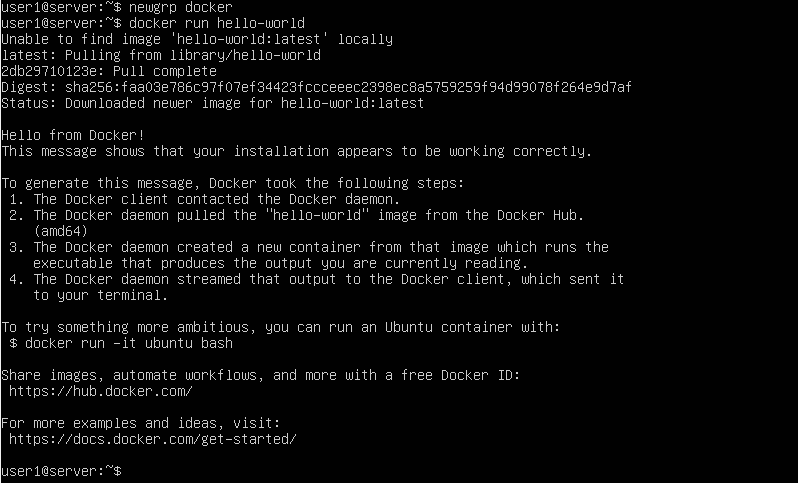 user1@server:~$ newgrp docker
user1@server:~$ docker run hello-world
Unable to find image 'hello-world:latest' locally
latest: Pulling from library/hello-world
2db29710123e: Pull complete
Digest: sha256:faa03e786c97f07ef34423fccceeec2398ec8a5759259f94d99078f264e9d7af
Status: Downloaded newer image for hello-world:latest

Hello from Docker!
This message shows that your installation appears to be working correctly.

To generate this message, Docker took the following steps:
 1. The Docker client contacted the Docker daemon.
 2. The Docker daemon pulled the "hello-world" image from the Docker Hub.
    (amd64)
 3. The Docker daemon created a new container from that image which runs the
    executable that produces the output you are currently reading.
 4. The Docker daemon streamed that output to the Docker client, which sent it
    to your terminal.

To try something more ambitious, you can run an Ubuntu container with:
 $ docker run -it ubuntu bash

Share images, automate workflows, and more with a free Docker ID:
 https://hub.docker.com/

For more examples and ideas, visit:
 https://docs.docker.com/get-started/

user1@server:~$